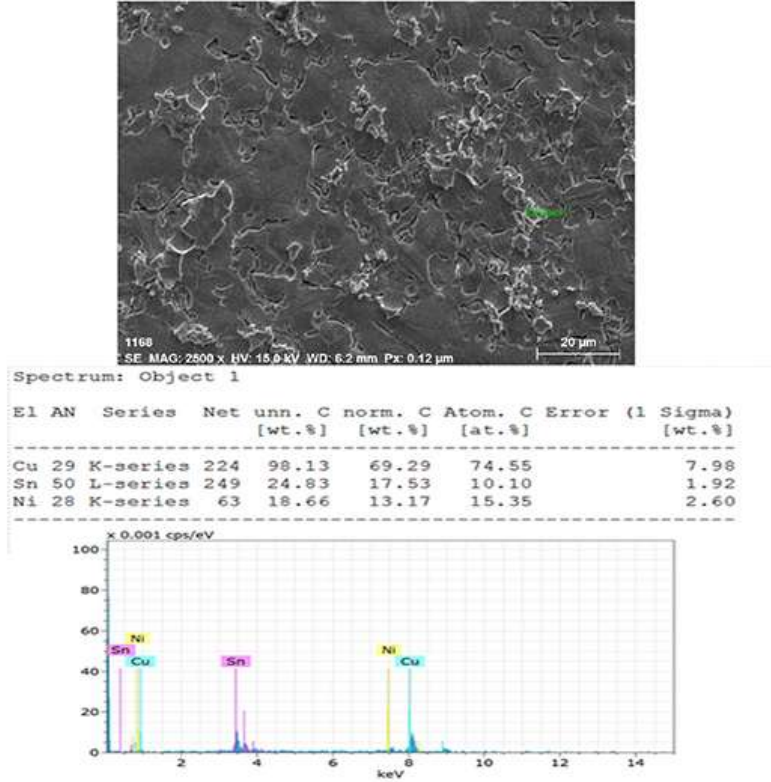 1168
SE MAG: 2500 x HV: 15.0 kV WD: 6.2 mm Px: 0.12 µm
20 µm
Spectrum: Object 1
El AN Series Net unn. C norm. C Atom. C Error (1 Sigma)
[wt.%] [wt.%] [at.%] [wt.%]
Cu 29 K-series 224 98.13 69.29 74.55 7.98
Sn 50 L-series 249 24.83 17.53 10.10 1.92
Ni 28 K-series 63 18.66 13.17 15.35 2.60
x 0.001 cps/eV
100
80
60
40
20
0
Ni
Sn
Cu
Sn
Ni
Cu
2 4 6 8 10 12 14
keV